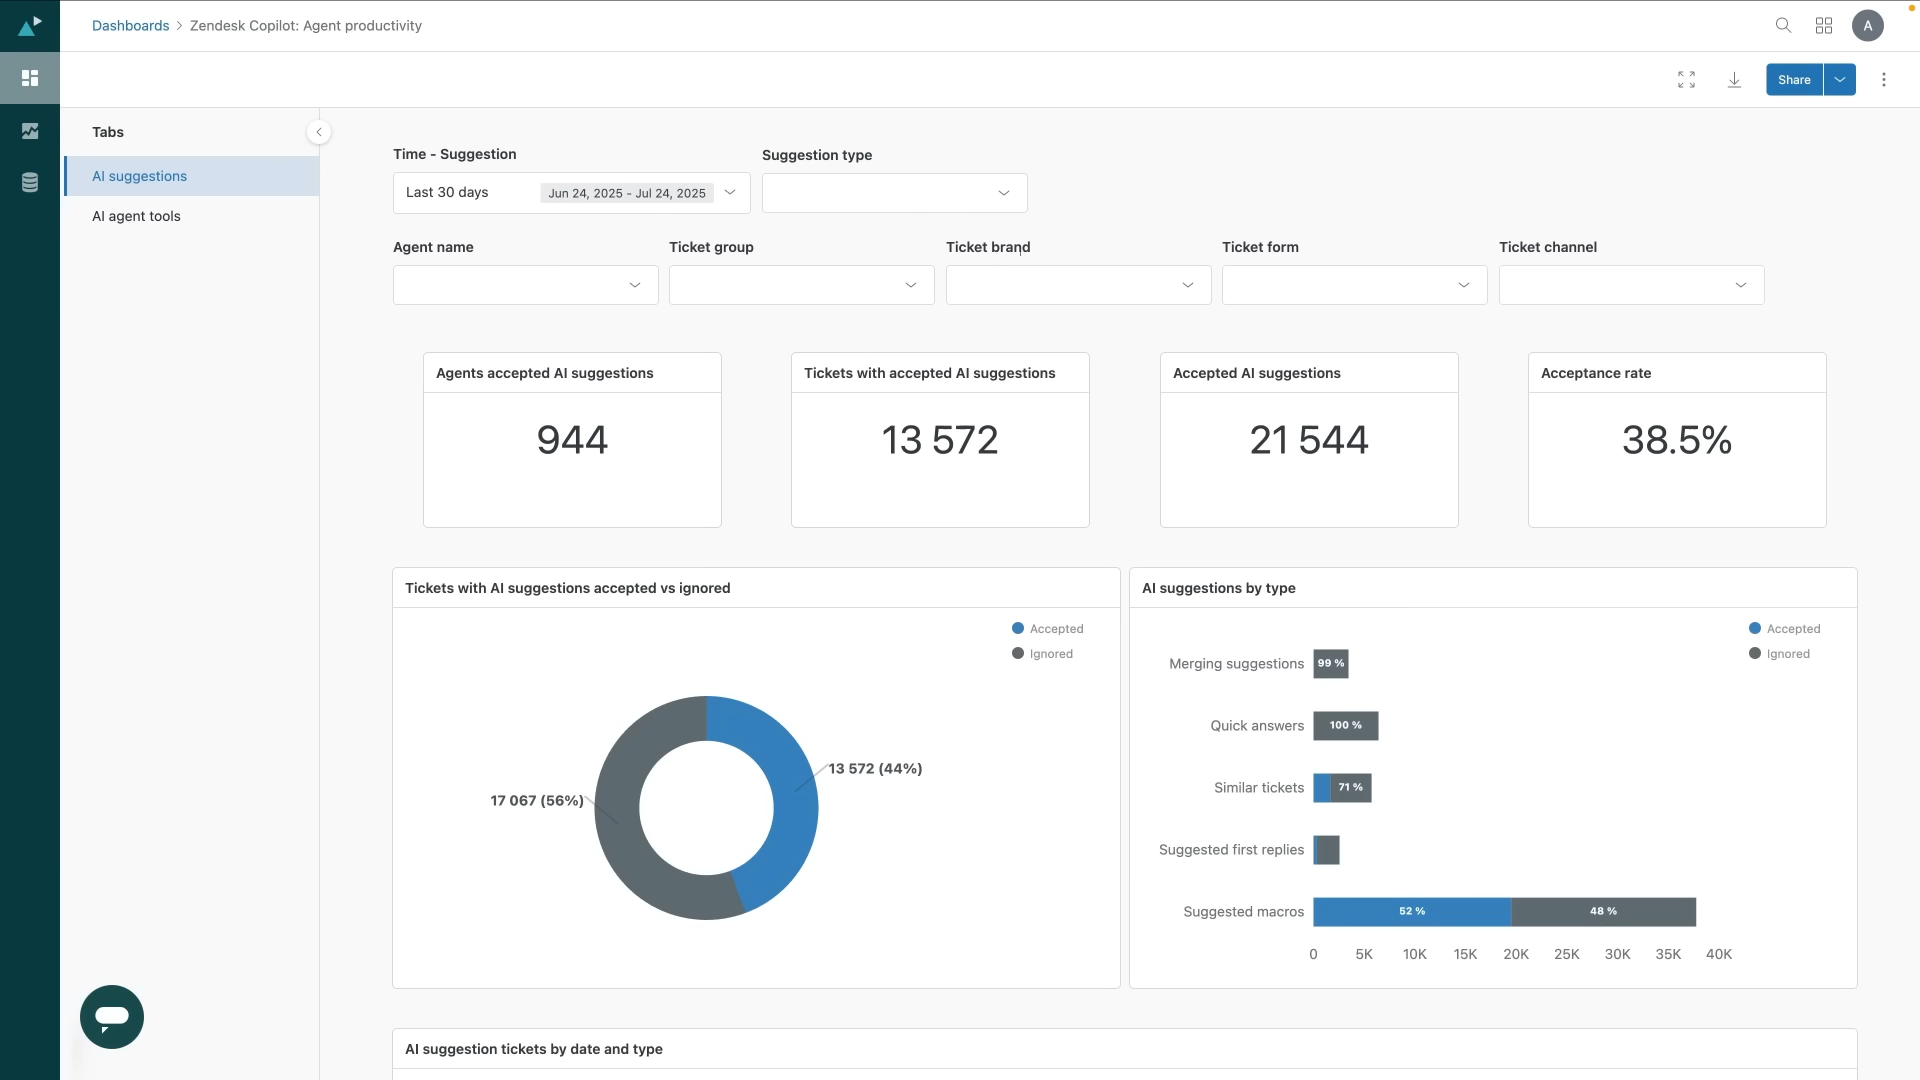 Dashboards > Zendesk Copilot: Agent productivity
A
Share
Tabs
AI suggestions
AI agent tools
Time - Suggestion
Suggestion type
Last 30 days
Jun 24, 2025 - Jul 24, 2025
Agent name
Ticket group
Ticket brand
Ticket form
Ticket channel
Agents accepted AI suggestions
944
Tickets with accepted AI suggestions
13 572
Accepted AI suggestions
21 544
Acceptance rate
38.5%
Tickets with AI suggestions accepted vs ignored
Accepted
Ignored
13 572 (44%)
17 067 (56%)
AI suggestions by type
Accepted
Ignored
Merging suggestions
99 %
Quick answers
100 %
Similar tickets
71 %
Suggested first replies
Suggested macros
52 %
48 %
0 5K 10K 15K 20K 25K 30K 35K 40K
AI suggestion tickets by date and type